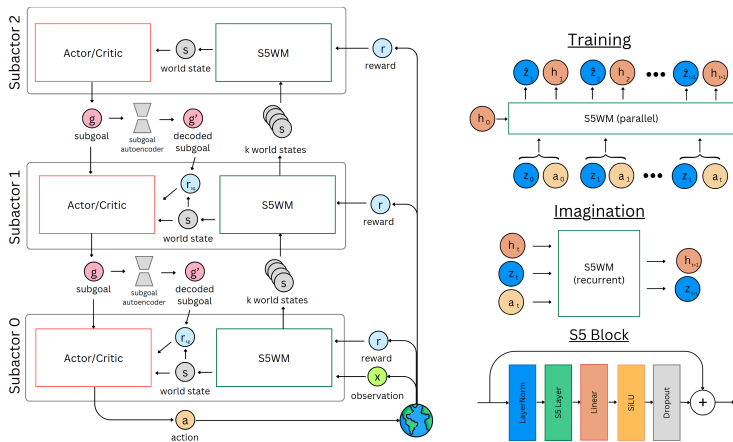 Subactor 2
Actor/Critic
s
world state
S5WM
r
reward
g
subgoal
subgoal
autoencoder
g'
decoded
subgoal
s
k world states
Subactor 1
Actor/Critic
r_sg
s
world state
S5WM
r
reward
g
subgoal
subgoal
autoencoder
g'
decoded
subgoal
s
k world states
Subactor 0
Actor/Critic
r_sg
s
world state
S5WM
r
reward
x
observation
a
action
Training
ẑ_1 h_1 ẑ_2 h_2 ••• ẑ_t+1 h_t+1
h_0
S5WM (parallel)
z_0 a_0 z_1 a_1 ••• z_t a_t
Imagination
h_t
z_t
a_t
S5WM
(recurrent)
h_t+1
z_t+1
S5 Block
LayerNorm
S5 Layer
Linear
SiLU
Dropout
+